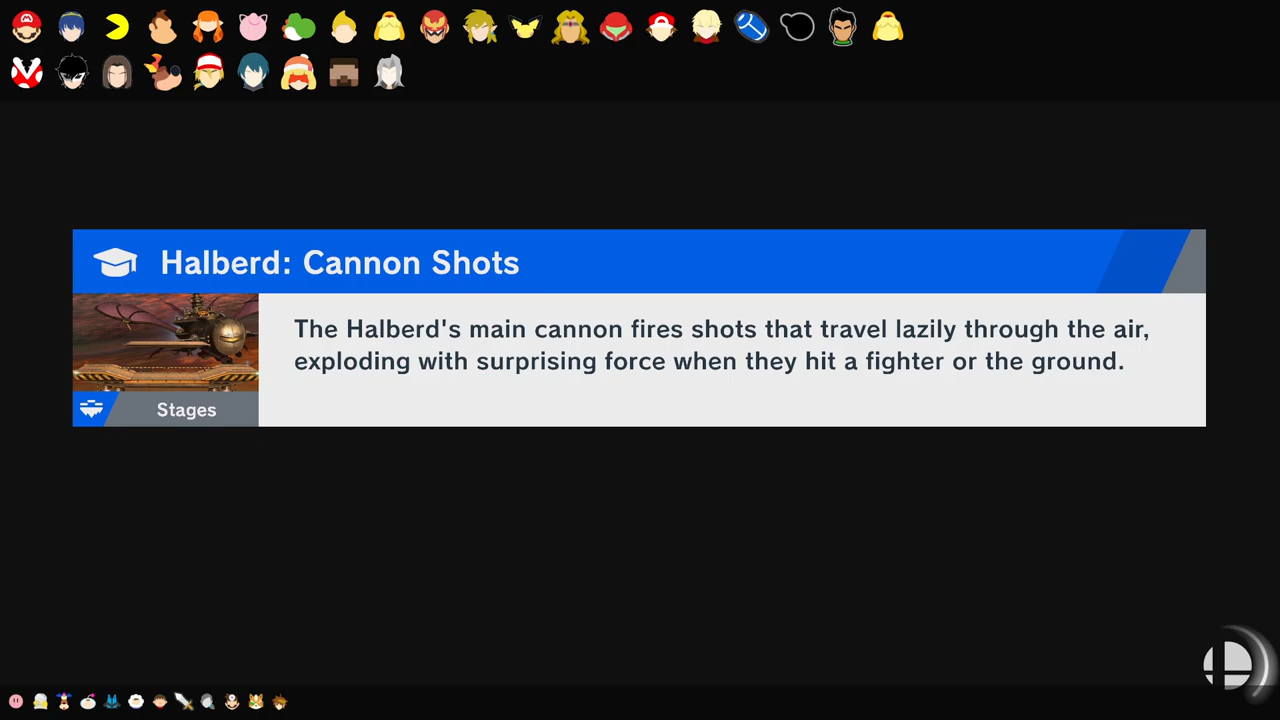 Halberd: Cannon Shots
The Halberd's main cannon fires shots that travel lazily through the air,
exploding with surprising force when they hit a fighter or the ground.
Stages